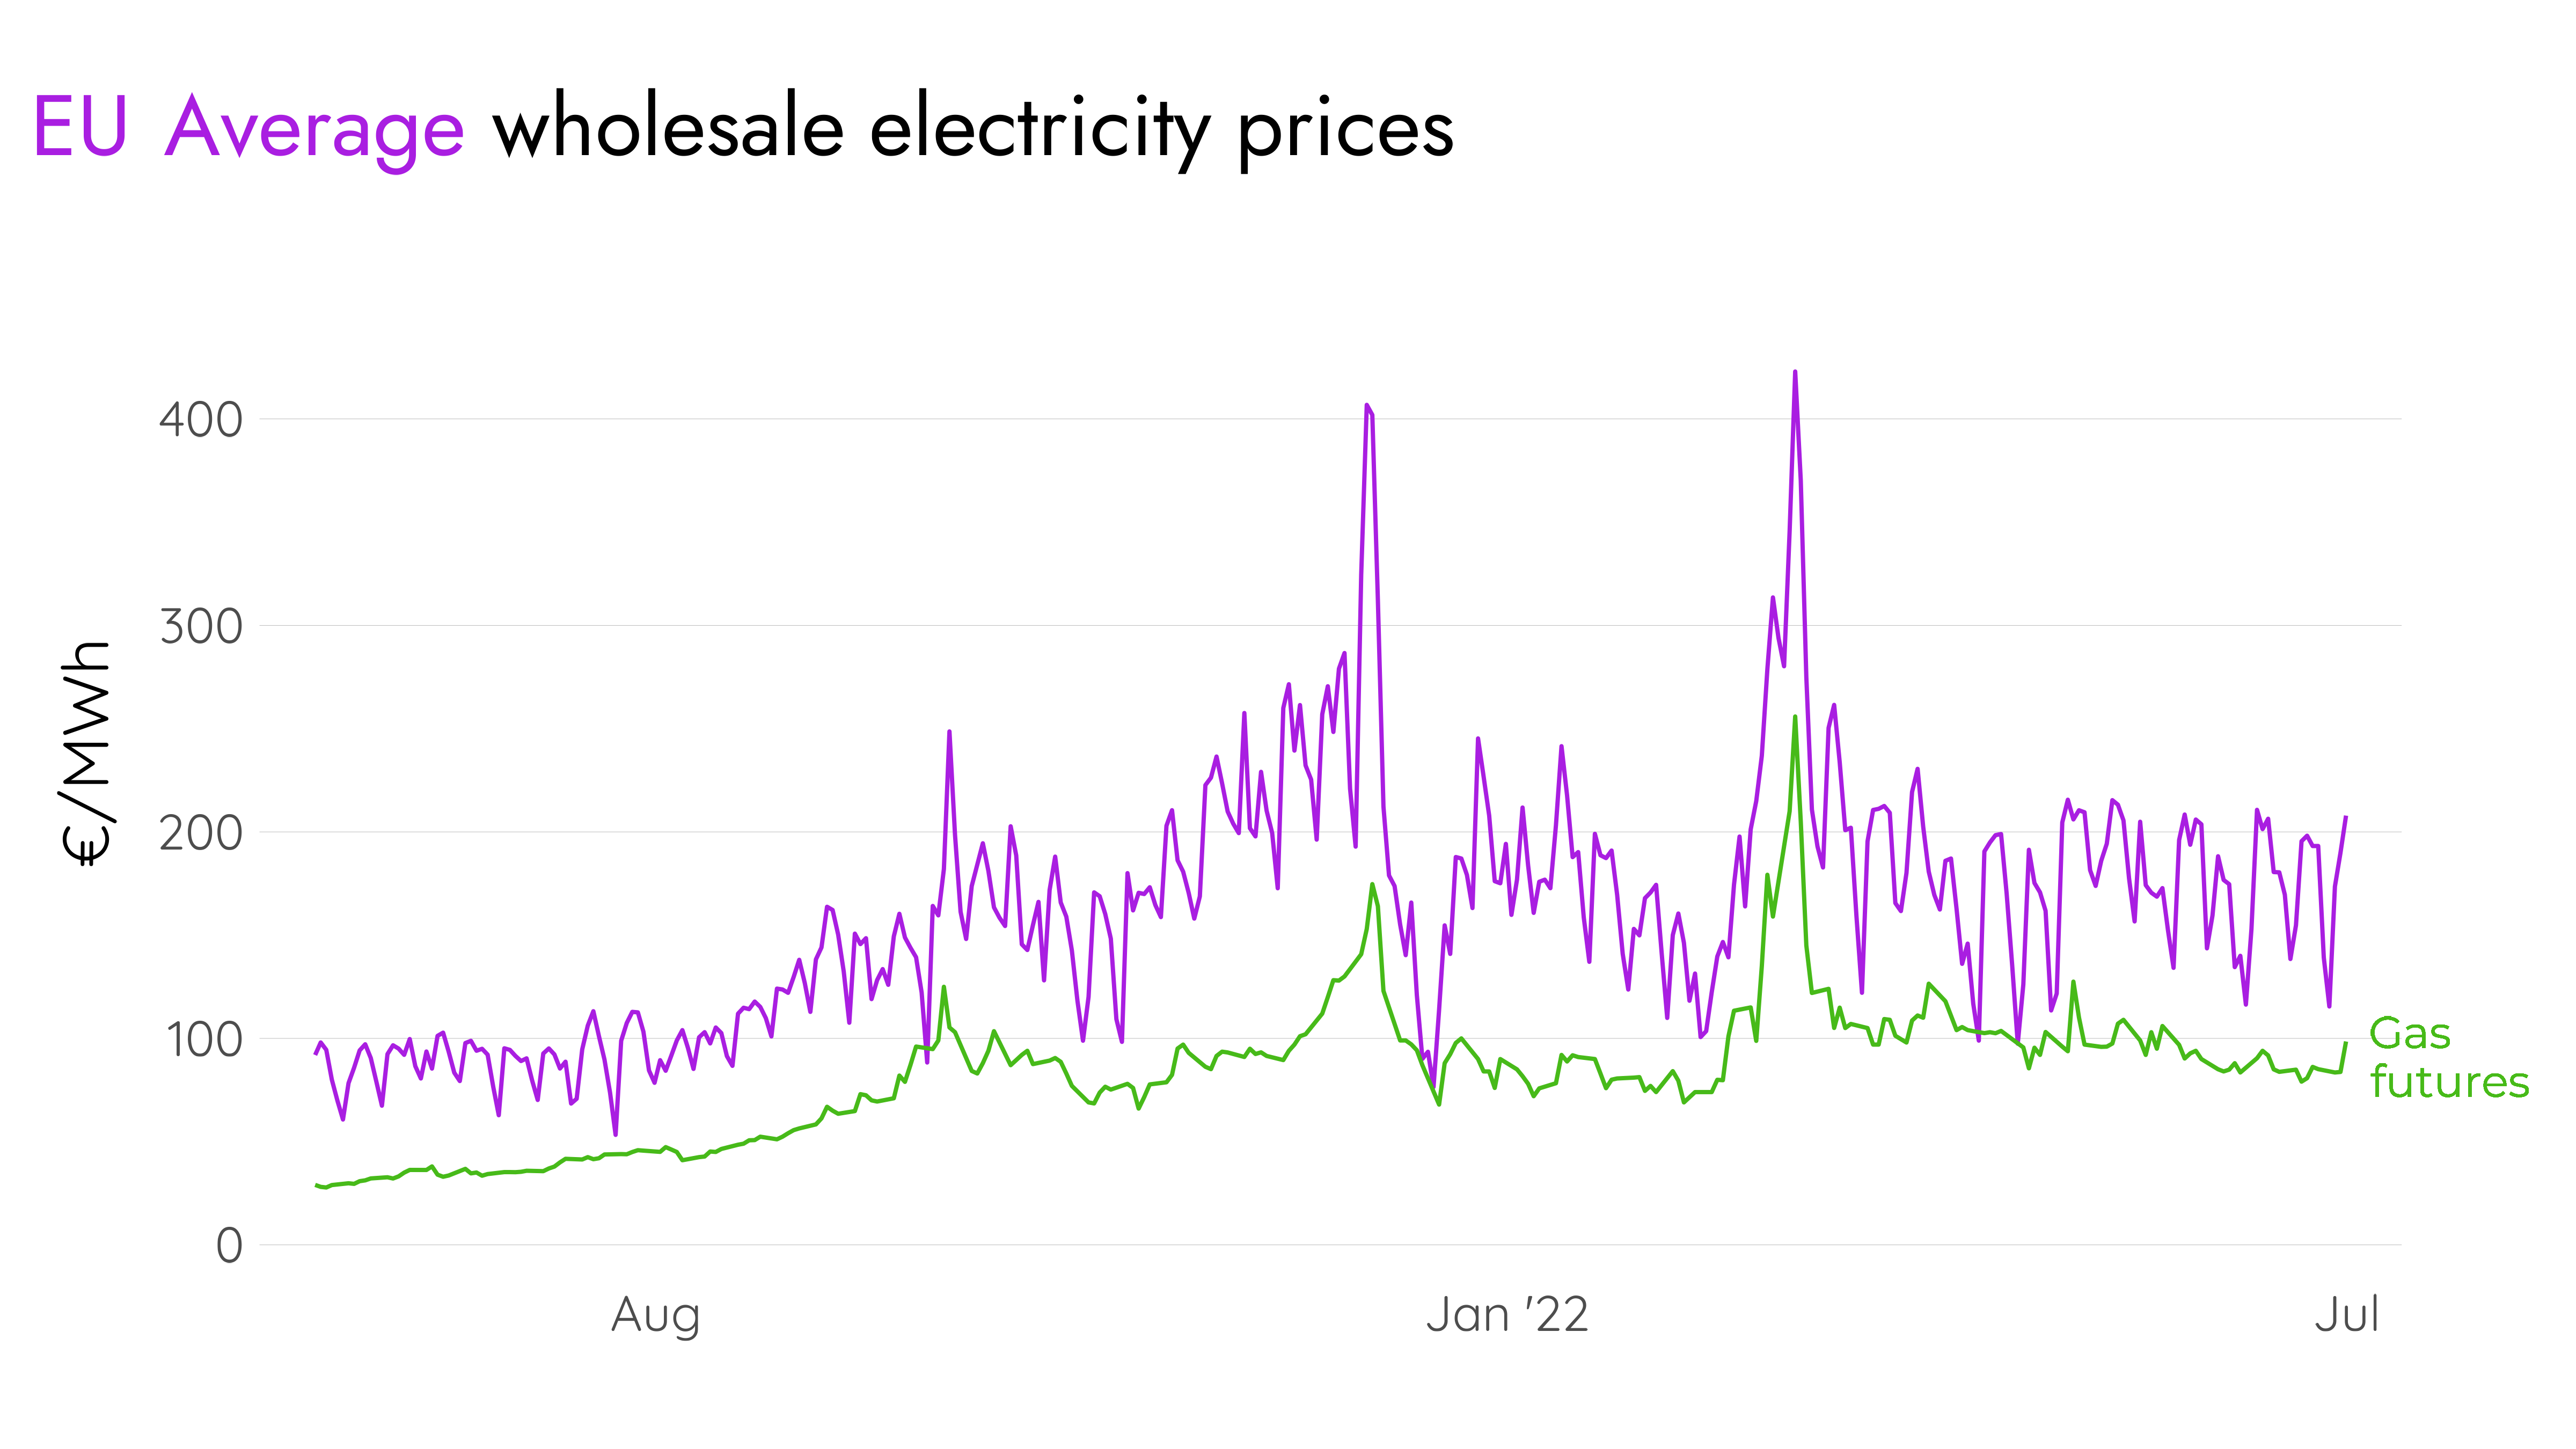 EU Average wholesale electricity prices
€/MWh
400
300
200
100
0
Gas
futures
Aug
Jan '22
Jul